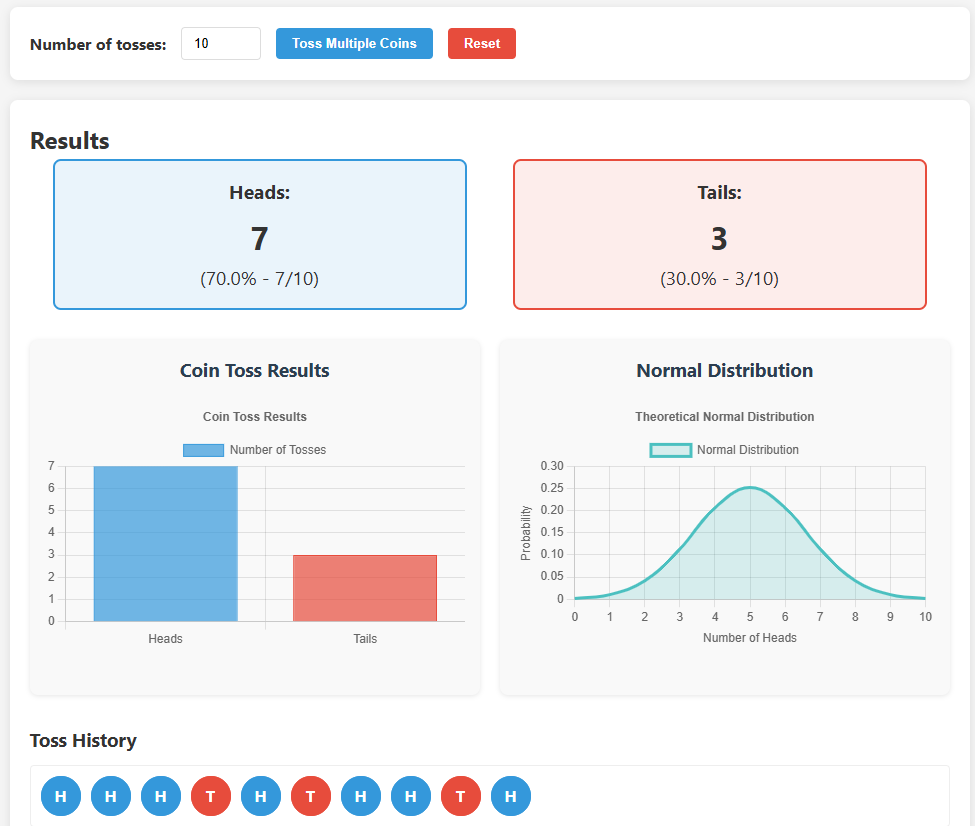 Number of tosses: 10 Toss Multiple Coins Reset
Results
Heads:
7
(70.0% - 7/10)
Tails:
3
(30.0% - 3/10)
Coin Toss Results
Coin Toss Results
Number of Tosses
7
6
5
4
3
2
1
0
Heads Tails
Normal Distribution
Theoretical Normal Distribution
Normal Distribution
Probability
0.30
0.25
0.20
0.15
0.10
0.05
0
0 1 2 3 4 5 6 7 8 9 10
Number of Heads
Toss History
H H H T H T H H T H